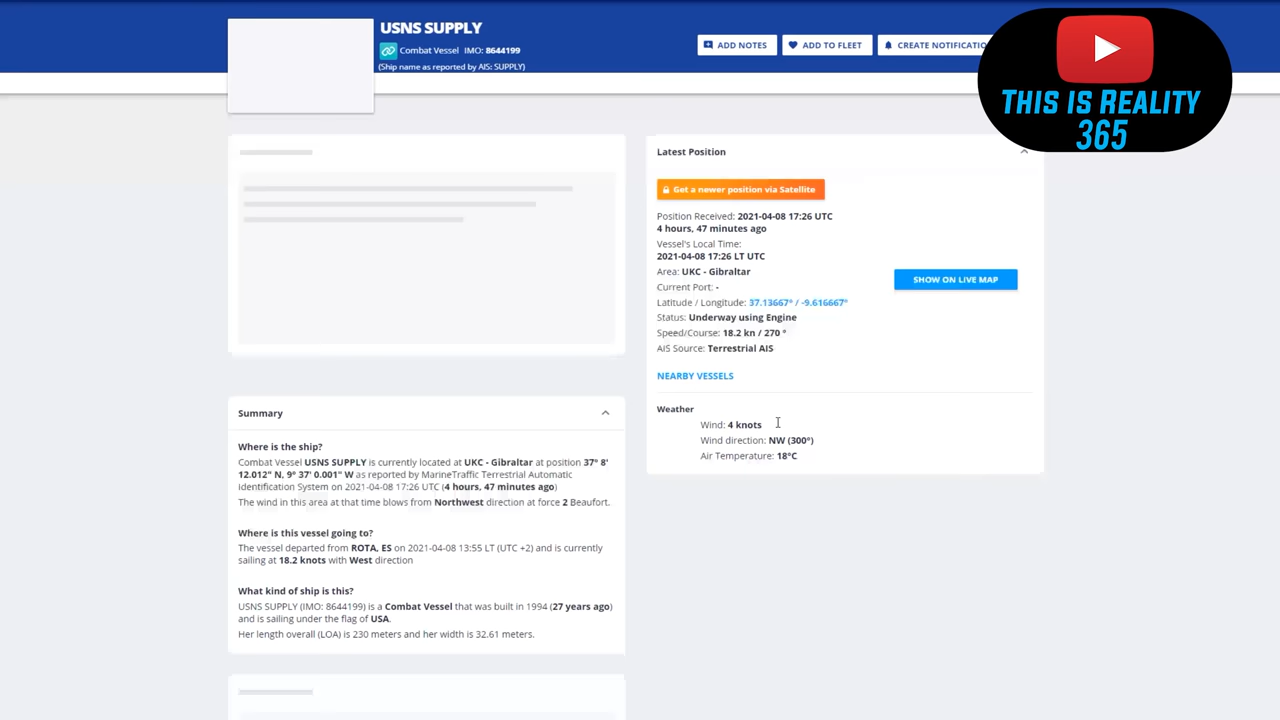 USNS SUPPLY
Combat Vessel IMO: 8644199
(Ship name as reported by AIS: SUPPLY)
ADD NOTES
ADD TO FLEET
CREATE NOTIFICATIO
THIS IS REALITY
365
Latest Position
Get a newer position via Satellite
Position Received: 2021-04-08 17:26 UTC
4 hours, 47 minutes ago
Vessel's Local Time:
2021-04-08 17:26 LT UTC
Area: UKC - Gibraltar
Current Port: -
Latitude / Longitude: 37.13667° / -9.616667°
Status: Underway using Engine
Speed/Course: 18.2 kn / 270 °
AIS Source: Terrestrial AIS
SHOW ON LIVE MAP
NEARBY VESSELS
Weather
Wind: 4 knots
Wind direction: NW (300°)
Air Temperature: 18°C
Summary
Where is the ship?
Combat Vessel USNS SUPPLY is currently located at UKC - Gibraltar at position 37° 8'
12.012" N, 9° 37' 0.001" W as reported by MarineTraffic Terrestrial Automatic
Identification System on 2021-04-08 17:26 UTC (4 hours, 47 minutes ago)
The wind in this area at that time blows from Northwest direction at force 2 Beaufort.
Where is this vessel going to?
The vessel departed from ROTA, ES on 2021-04-08 13:55 LT (UTC +2) and is currently
sailing at 18.2 knots with West direction
What kind of ship is this?
USNS SUPPLY (IMO: 8644199) is a Combat Vessel that was built in 1994 (27 years ago)
and is sailing under the flag of USA.
Her length overall (LOA) is 230 meters and her width is 32.61 meters.